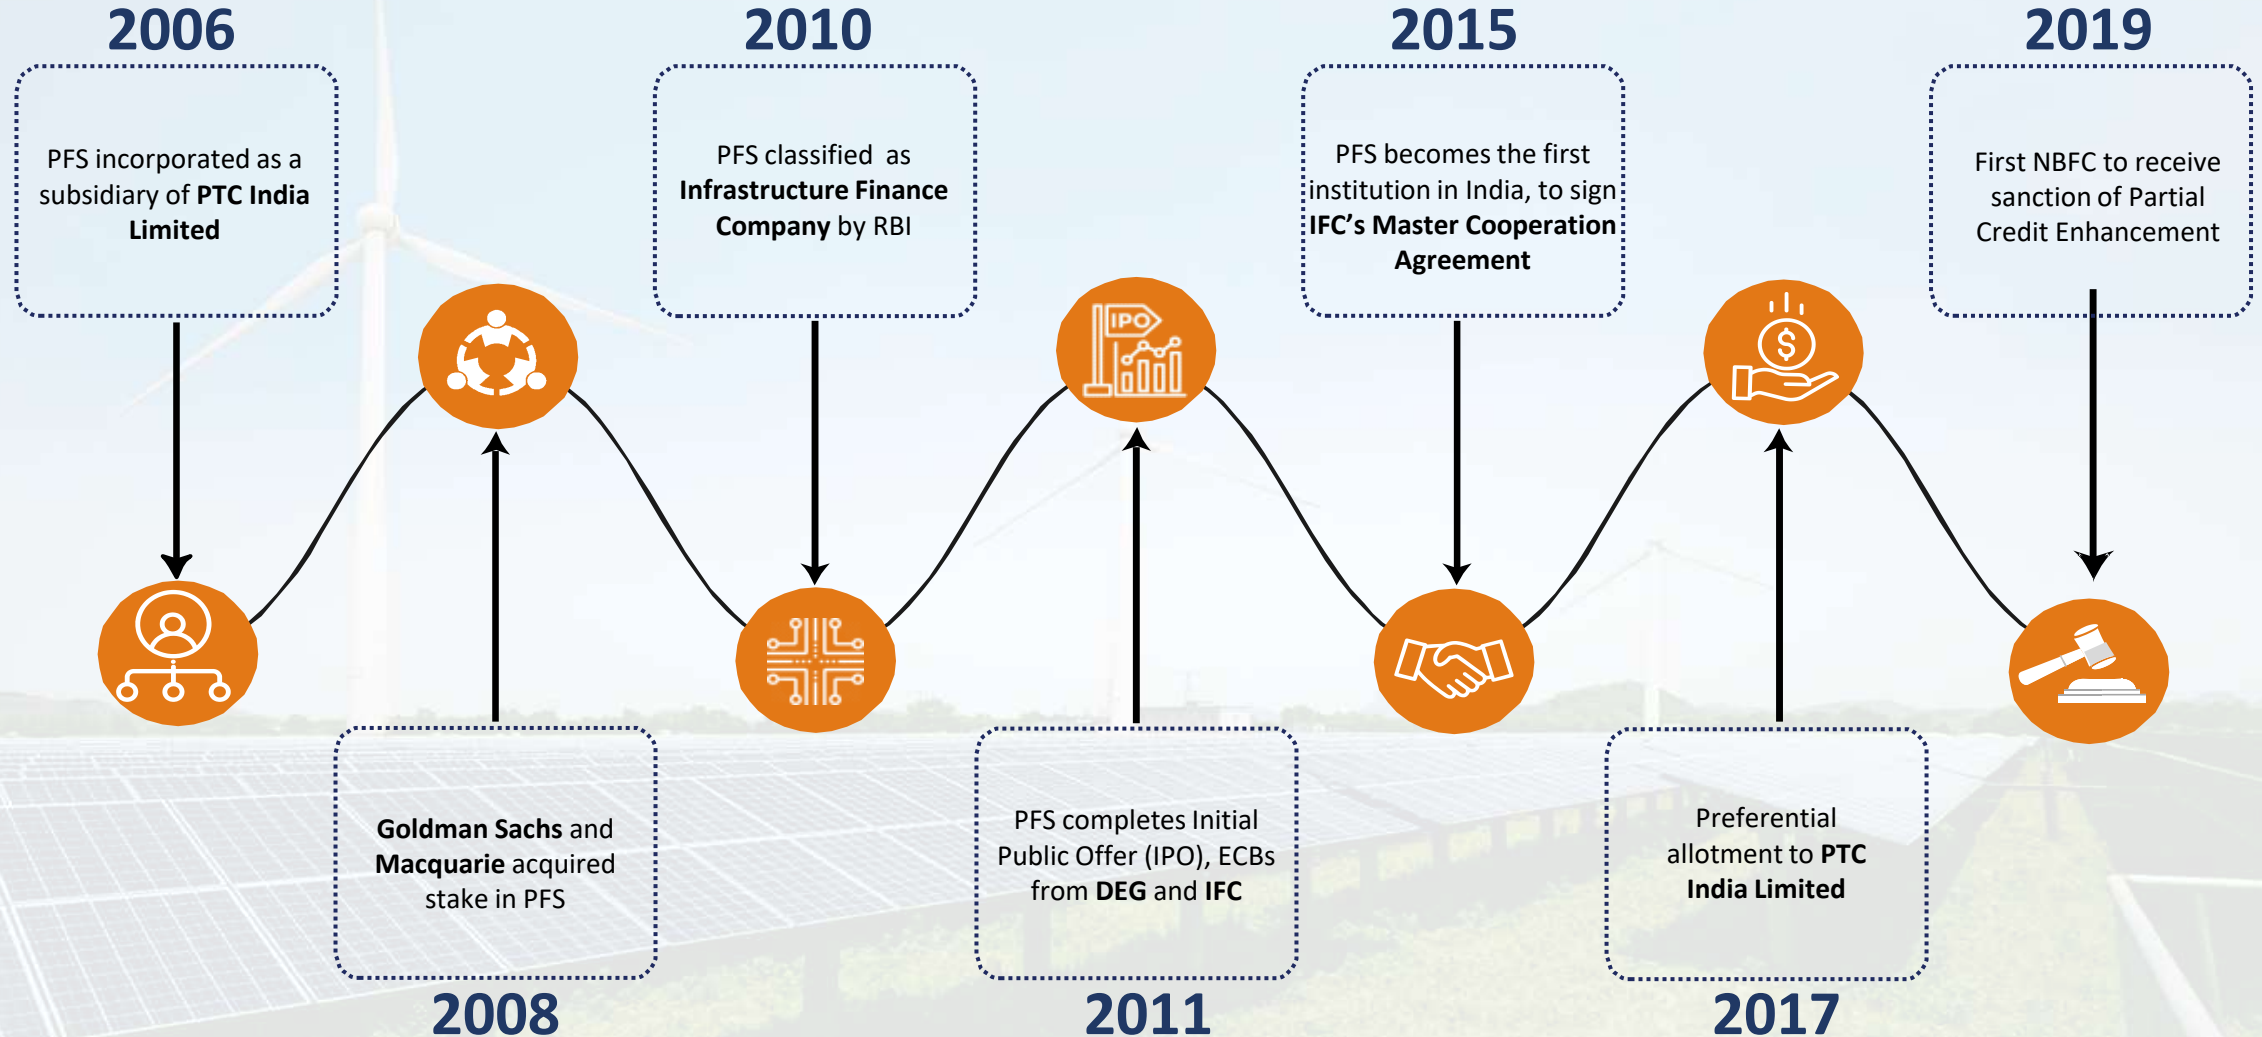 2006
PFS incorporated as a
subsidiary of PTC India
Limited
2008
Goldman Sachs and
Macquarie acquired
stake in PFS
2010
PFS classified  as
Infrastructure Finance
Company by RBI
2011
IPO
PFS completes Initial
Public Offer (IPO), ECBs
from DEG and IFC
2015
PFS becomes the first
institution in India, to sign
IFC’s Master Cooperation
Agreement
2017
$
Preferential
allotment to PTC
India Limited
2019
First NBFC to receive
sanction of Partial
Credit Enhancement